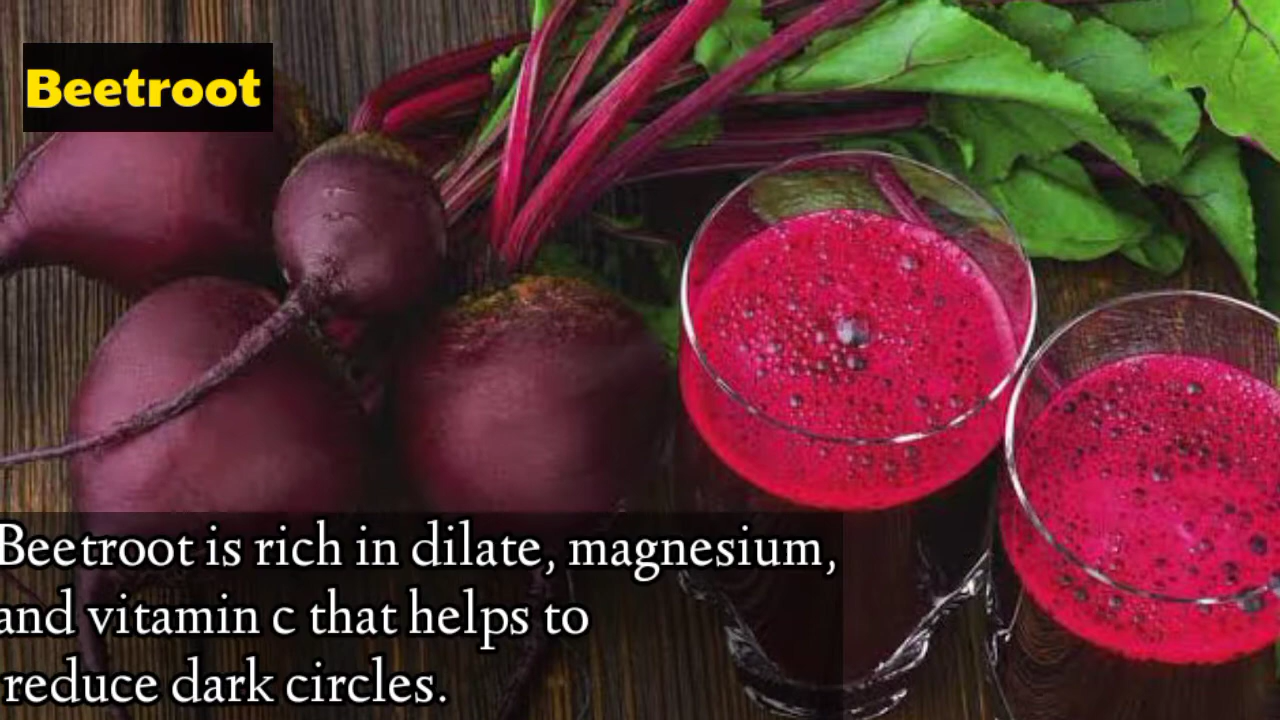 Beetroot
Beetroot is rich in dilate, magnesium,
and vitamin c that helps to
reduce dark circles.